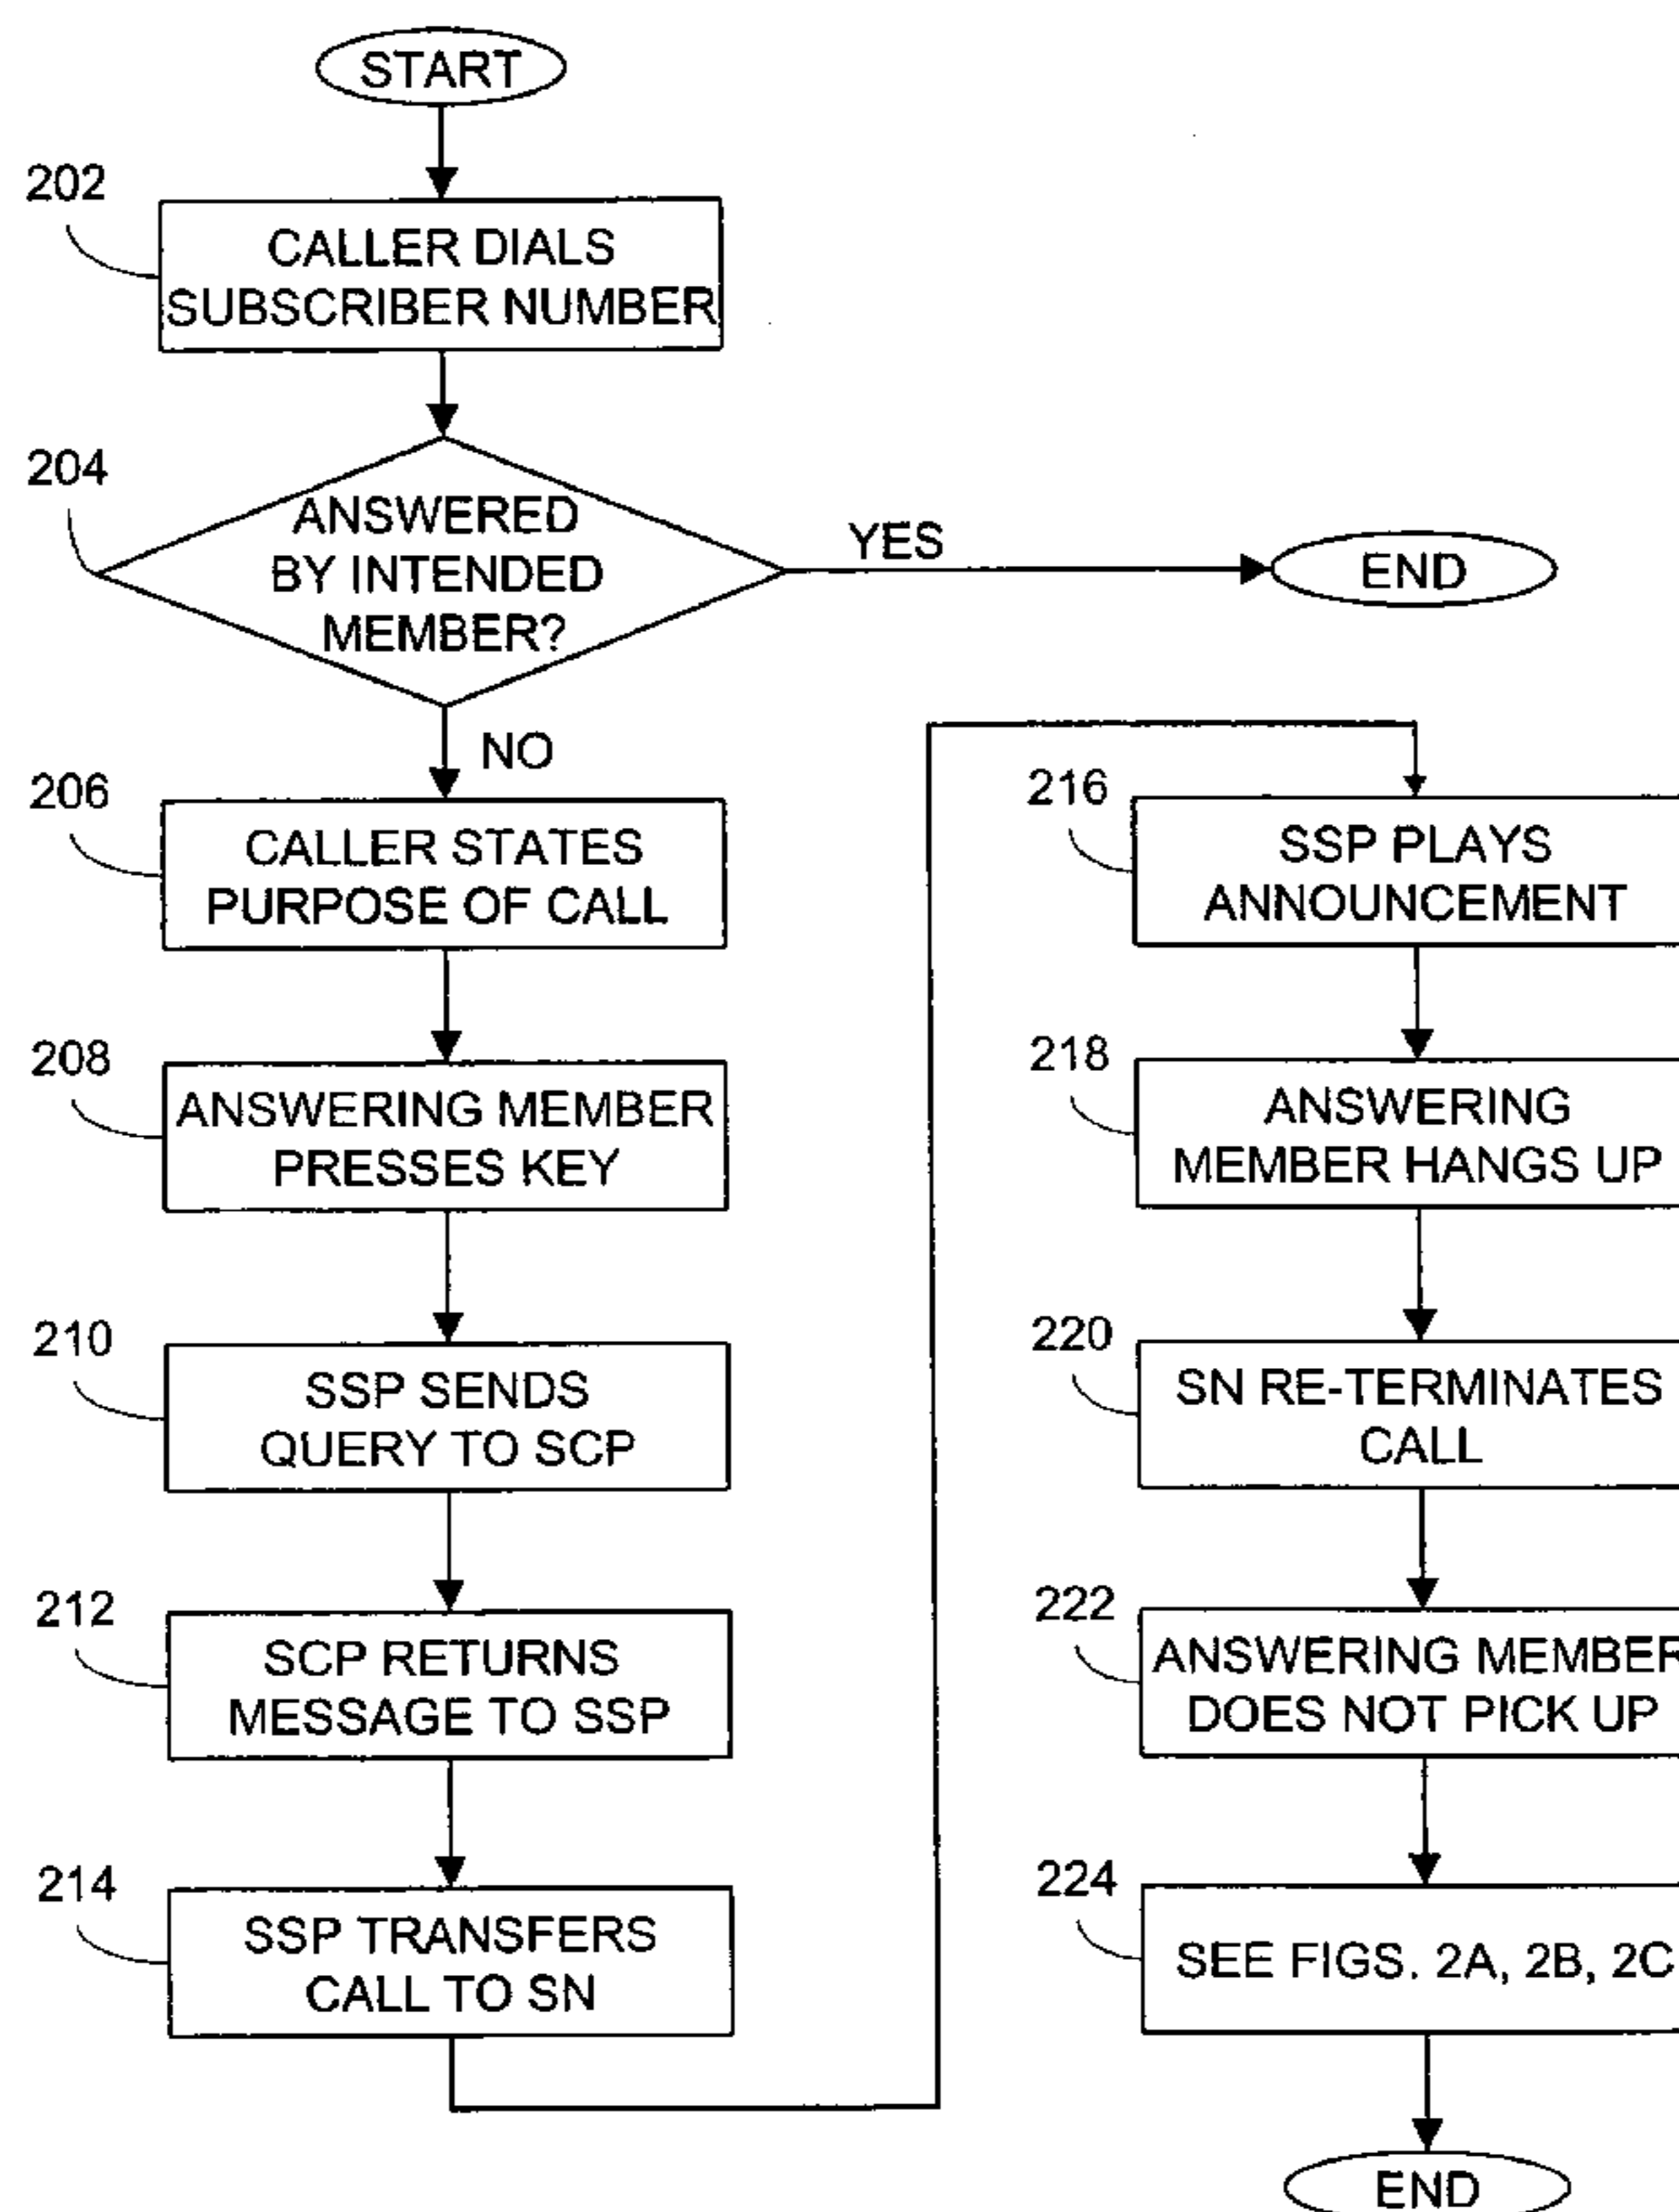 START
202
CALLER DIALS
SUBSCRIBER NUMBER
204
ANSWERED
BY INTENDED
MEMBER?
YES
END
NO
206
CALLER STATES
PURPOSE OF CALL
208
ANSWERING MEMBER
PRESSES KEY
210
SSP SENDS
QUERY TO SCP
212
SCP RETURNS
MESSAGE TO SSP
214
SSP TRANSFERS
CALL TO SN
216
SSP PLAYS
ANNOUNCEMENT
218
ANSWERING
MEMBER HANGS UP
220
SN RE-TERMINATES
CALL
222
ANSWERING MEMBER
DOES NOT PICK UP
224
SEE FIGS. 2A, 2B, 2C
END